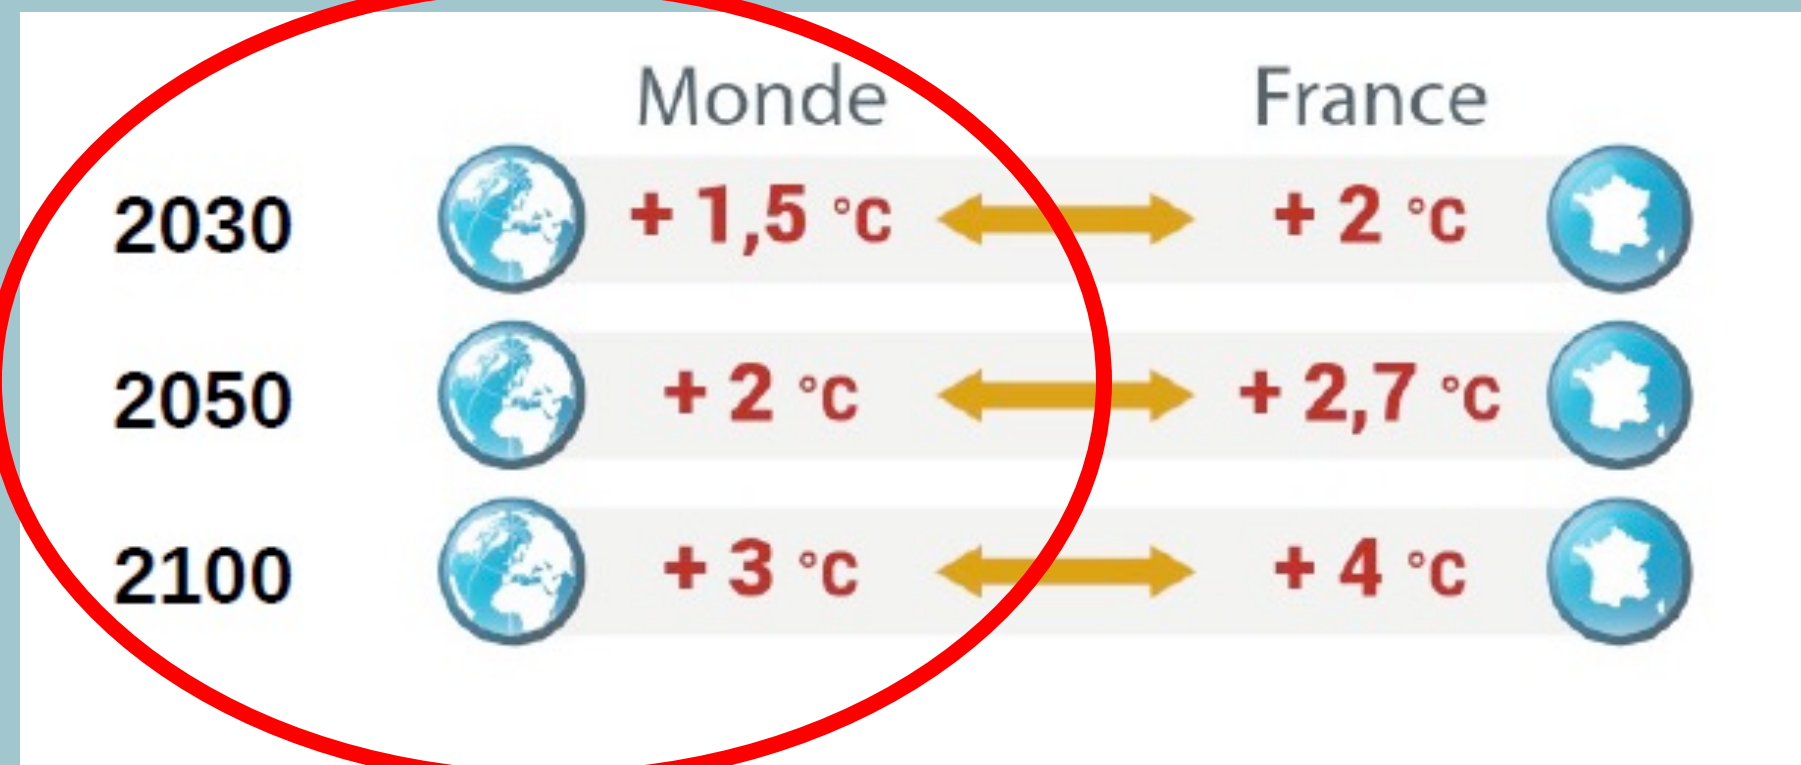 Monde France
2030 + 1,5 °C + 2 °C
2050 + 2 °C + 2,7 °C
2100 + 3 °C + 4 °C